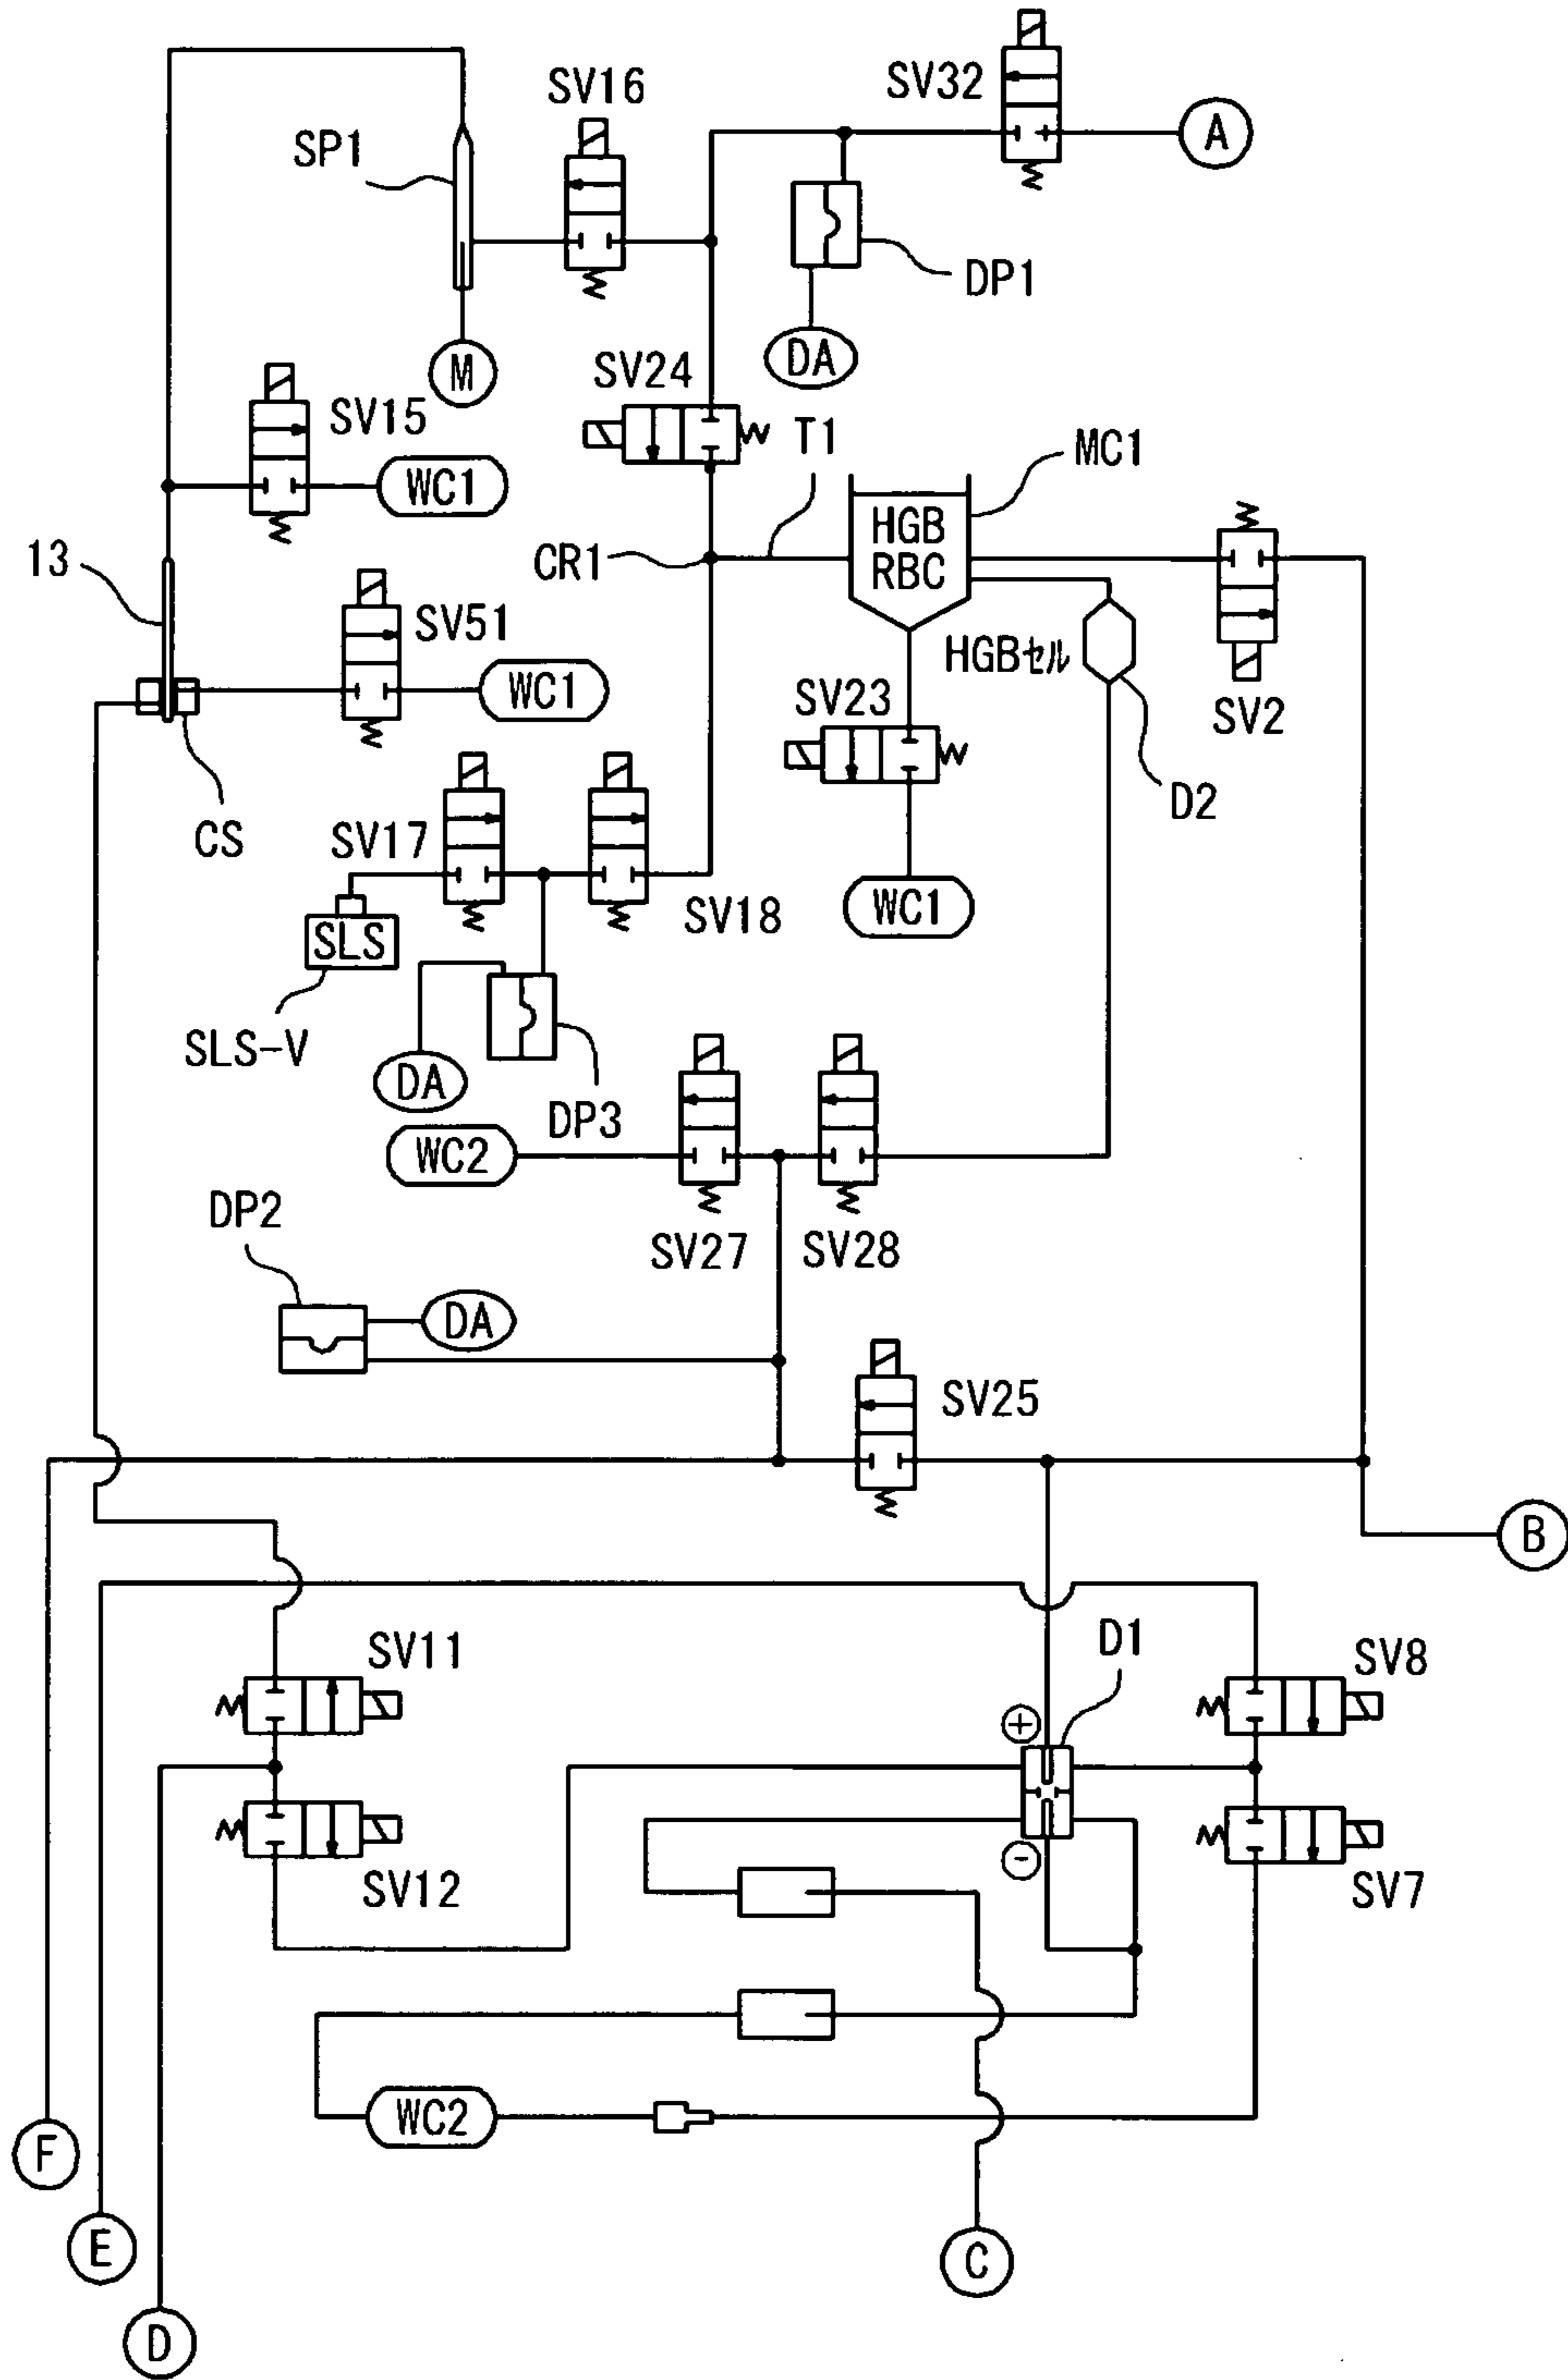 SV16
SV32
A
SP1
DP1
DA
M
SV24
SV15
WC1
T1
MC1
HGB
RBC
13
CR1
SV51
WC1
HGBセル
SV23
SV2
D2
CS
SV17
SV18
WC1
SLS
SLS-V
DA
DP3
WC2
DP2
SV27
SV28
DA
SV25
B
SV11
D1
SV8
+
-
SV12
SV7
WC2
F
E
C
D